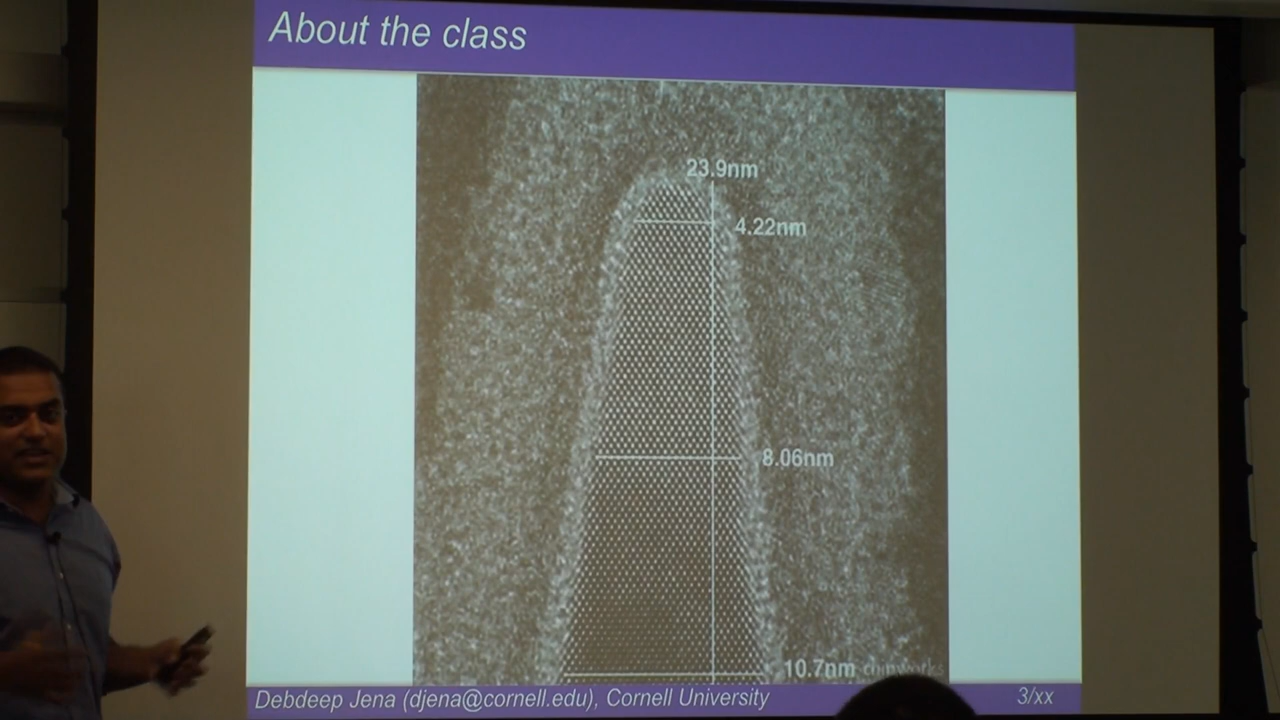 About the class
23.9nm
4.22nm
8.06nm
10.7nm chipworks
Debdeep Jena (djena@cornell.edu), Cornell University 3/xx